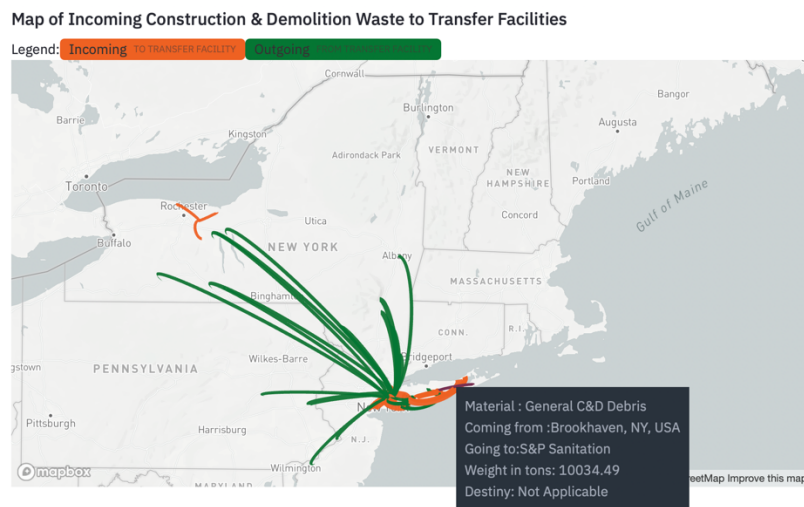 Map of Incoming Construction & Demolition Waste to Transfer Facilities
Legend: Incoming TO TRANSFER FACILITY Outgoing FROM TRANSFER FACILITY
Cornwall
Barrie
Kingston
Burlington
Bangor
Augusta
Adirondack Park
VERMONT
Toronto
NEW
HAMPSHIRE
Portland
Gulf of Maine
Rochester
Utica
Concord
Buffalo
NEW YORK
Albany
MASSACHUSETTS
CONN.
R.I.
Wilkes-Barre
PENNSYLVANIA
Pittsburgh
Harrisburg
N.J.
Wilmington
MARYLAND
mapbox
Material : General C&D Debris
Coming from :Brookhaven, NY, USA
Going to:S&P Sanitation
Weight in tons: 10034.49
Destiny: Not Applicable
Improve this map